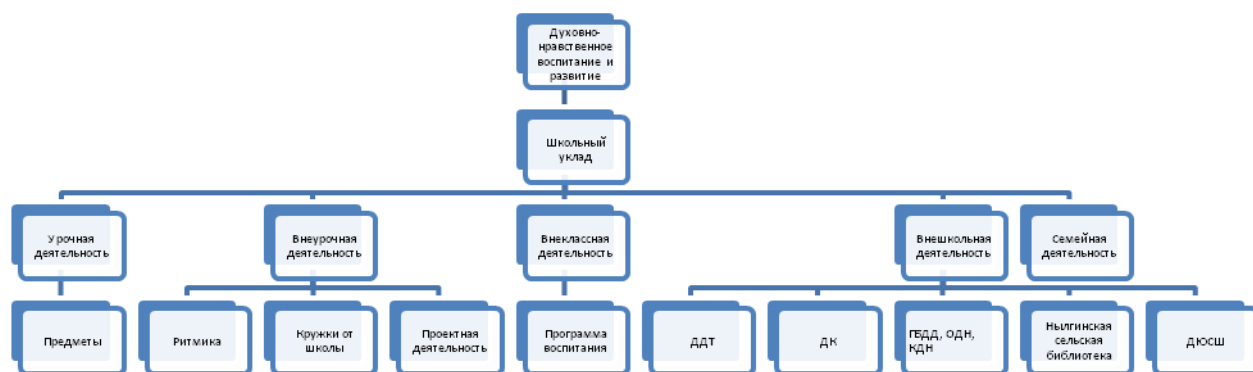 Духовно-
нравственное
воспитание и
развитие
Школьный
уклад
Урочная
деятельность
Внеурочная
деятельность
Внеклассная
деятельность
Внешкольная
деятельность
Семейная
деятельность
Предметы
Ритмика
Кружки от
школы
Проектная
деятельность
Программа
воспитания
ДДТ
ДК
ГБДД, ОДН,
КДН
Нылгинская
сельская
библиотека
ДЮСШ